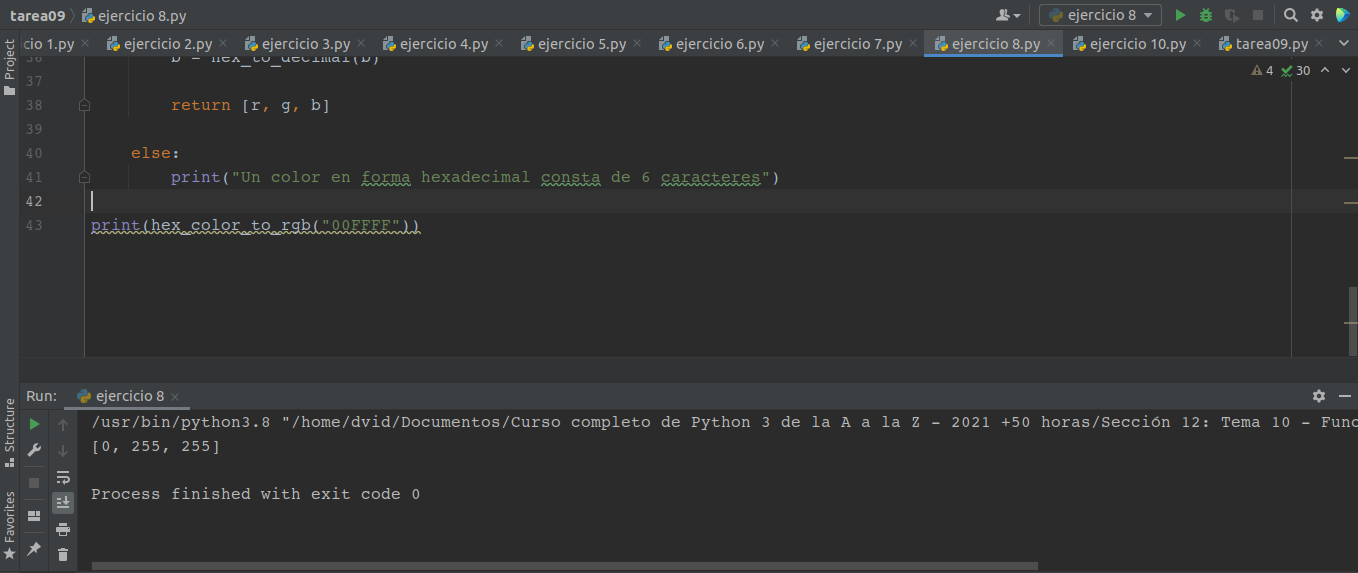 tarea09 ejercicio 8.py ejercicio 8
cio 1.py ejercicio 2.py ejercicio 3.py ejercicio 4.py ejercicio 5.py ejercicio 6.py ejercicio 7.py ejercicio 8.py ejercicio 10.py tarea09.py
Project
36 b = hex_to_decimal(b)
4 30
37
38 return [r, g, b]
39
40 else:
41 print("Un color en forma hexadecimal consta de 6 caracteres")
42
43 print(hex_color_to_rgb("00FFFF"))
Run: ejercicio 8
Structure
Favorites
/usr/bin/python3.8 "/home/dvid/Documentos/Curso completo de Python 3 de la A a la Z - 2021 +50 horas/Sección 12: Tema 10 - Func
[0, 255, 255]
Process finished with exit code 0